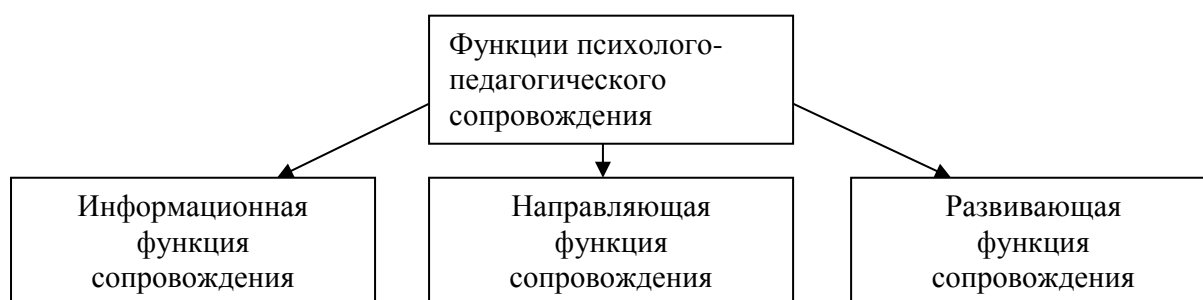 Функции психолого-
педагогического
сопровождения
Информационная
функция
сопровождения
Направляющая
функция
сопровождения
Развивающая
функция
сопровождения